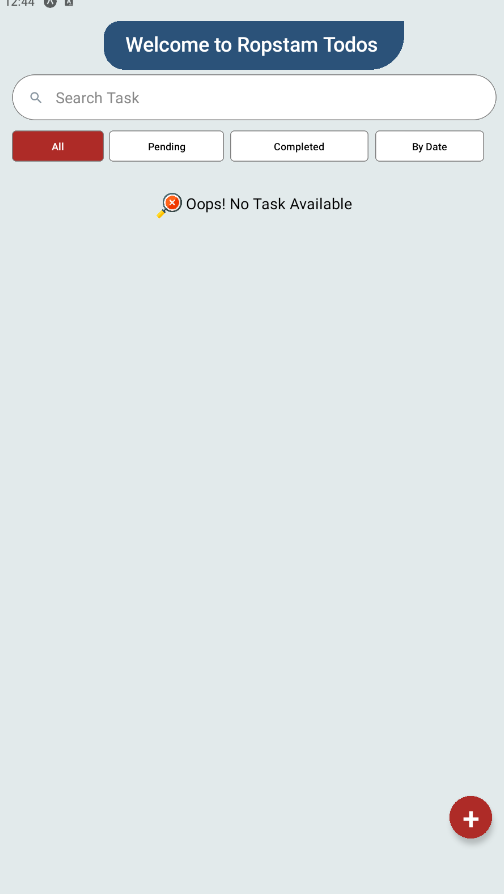 12:44
Welcome to Ropstam Todos
Search Task
All
Pending
Completed
By Date
Oops! No Task Available
+